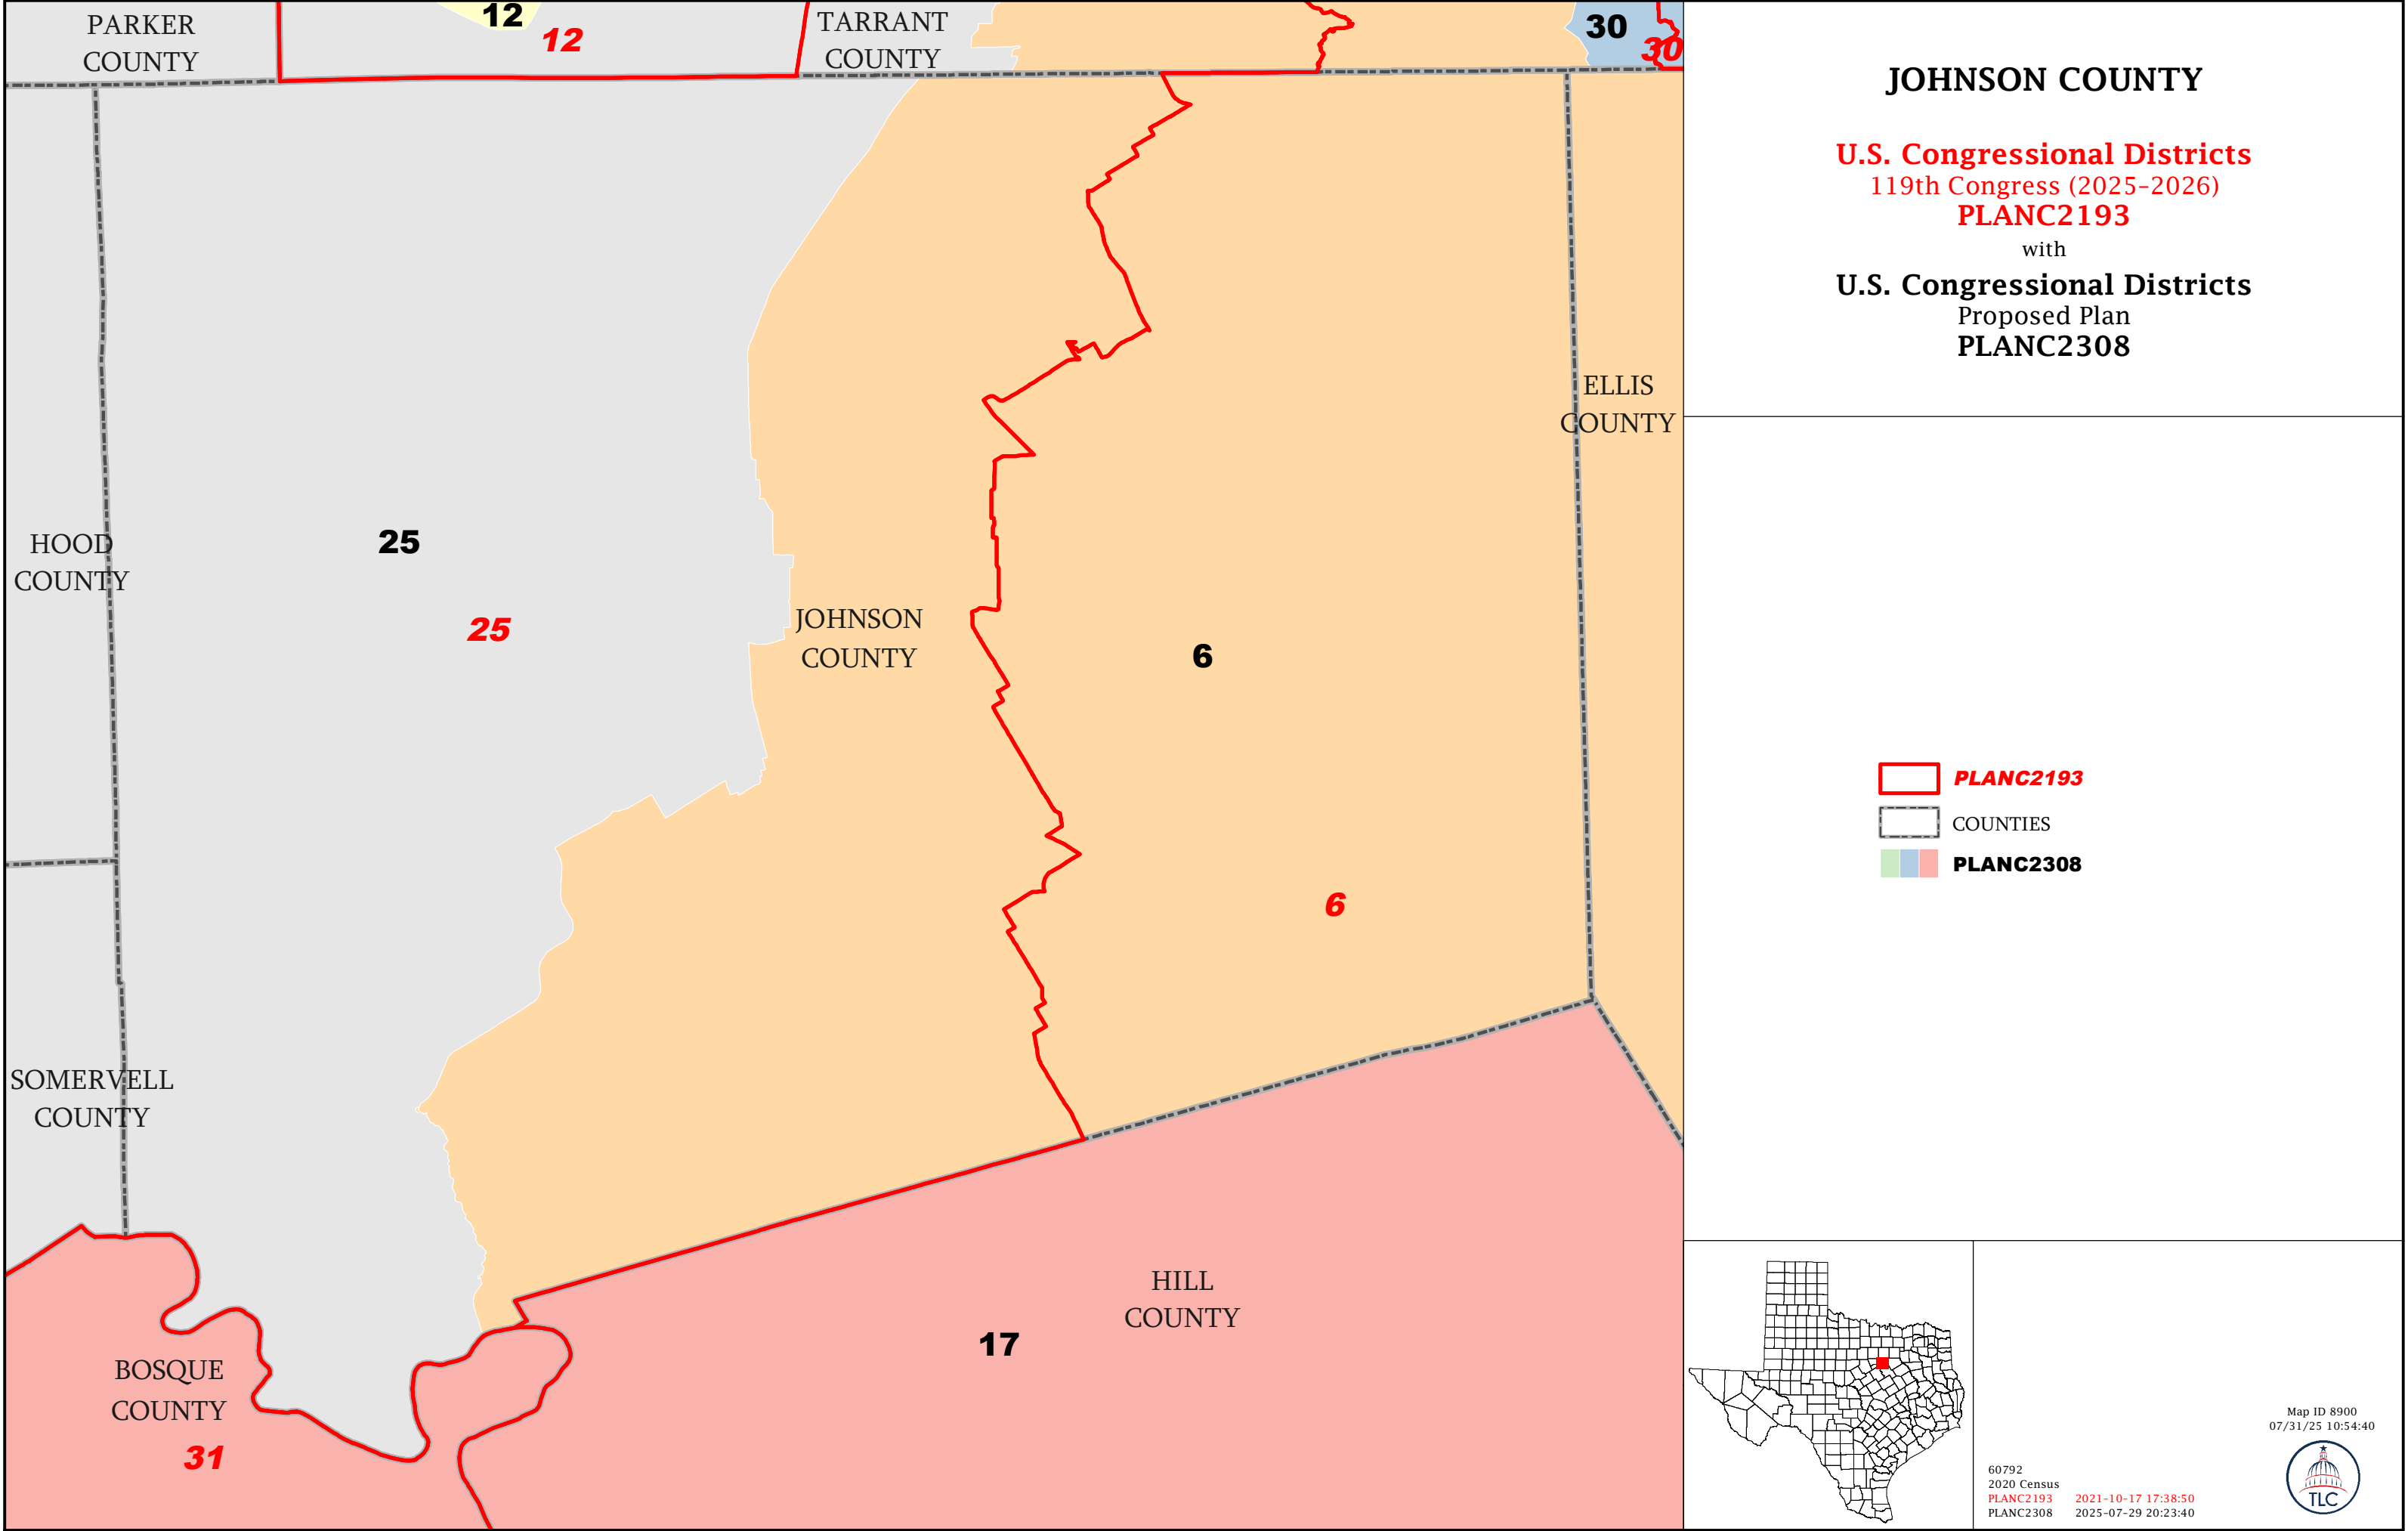 PARKER
COUNTY
12
12
TARRANT
COUNTY
30
30
HOOD
COUNTY
25
25
JOHNSON
COUNTY
6
6
ELLIS
COUNTY
SOMERVELL
COUNTY
BOSQUE
COUNTY
31
HILL
COUNTY
17
JOHNSON COUNTY
U.S. Congressional Districts
119th Congress (2025-2026)
PLANC2193
with
U.S. Congressional Districts
Proposed Plan
PLANC2308
PLANC2193
COUNTIES
PLANC2308
Map ID 8900
07/31/25 10:54:40
60792
2020 Census
PLANC2193 2021-10-17 17:38:50
PLANC2308 2025-07-29 20:23:40
TLC